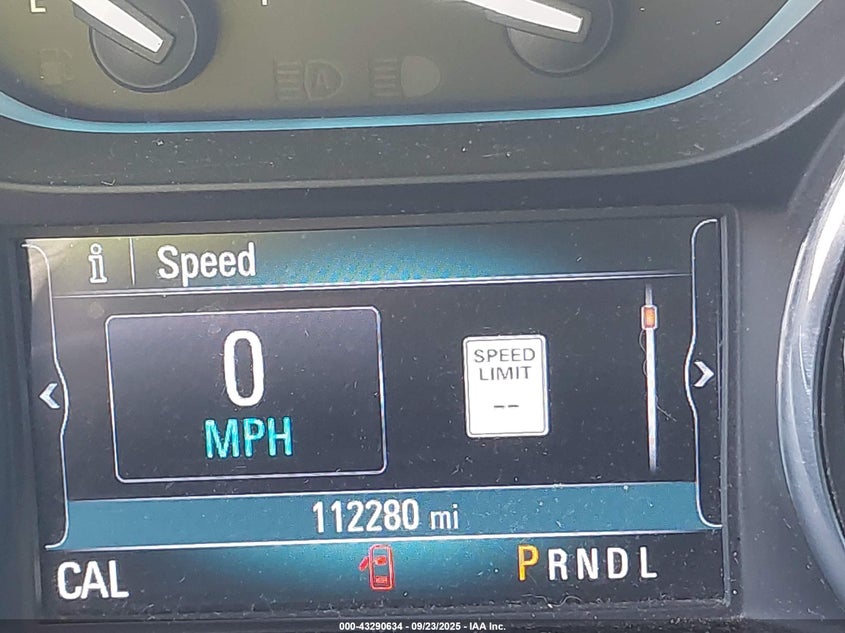 E
i Speed
0
MPH
SPEED
LIMIT
--
< >
112280 mi
CAL
PRNDL
000-43290634 - 09/23/2025 - IAA Inc.